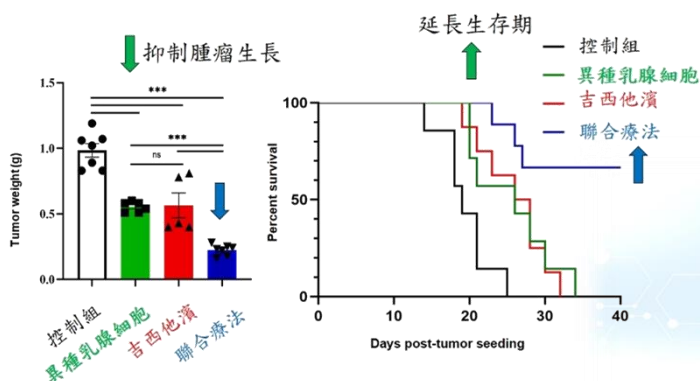 抑制腫瘤生長
1.5
1.0
0.5
0.0
Tumor weight(g)
***
***
ns
控制組
異種乳腺細胞
吉西他濱
聯合療法
延長生存期
控制組
異種乳腺細胞
吉西他濱
聯合療法
100
50
0
Percent survival
0 10 20 30 40
Days post-tumor seeding